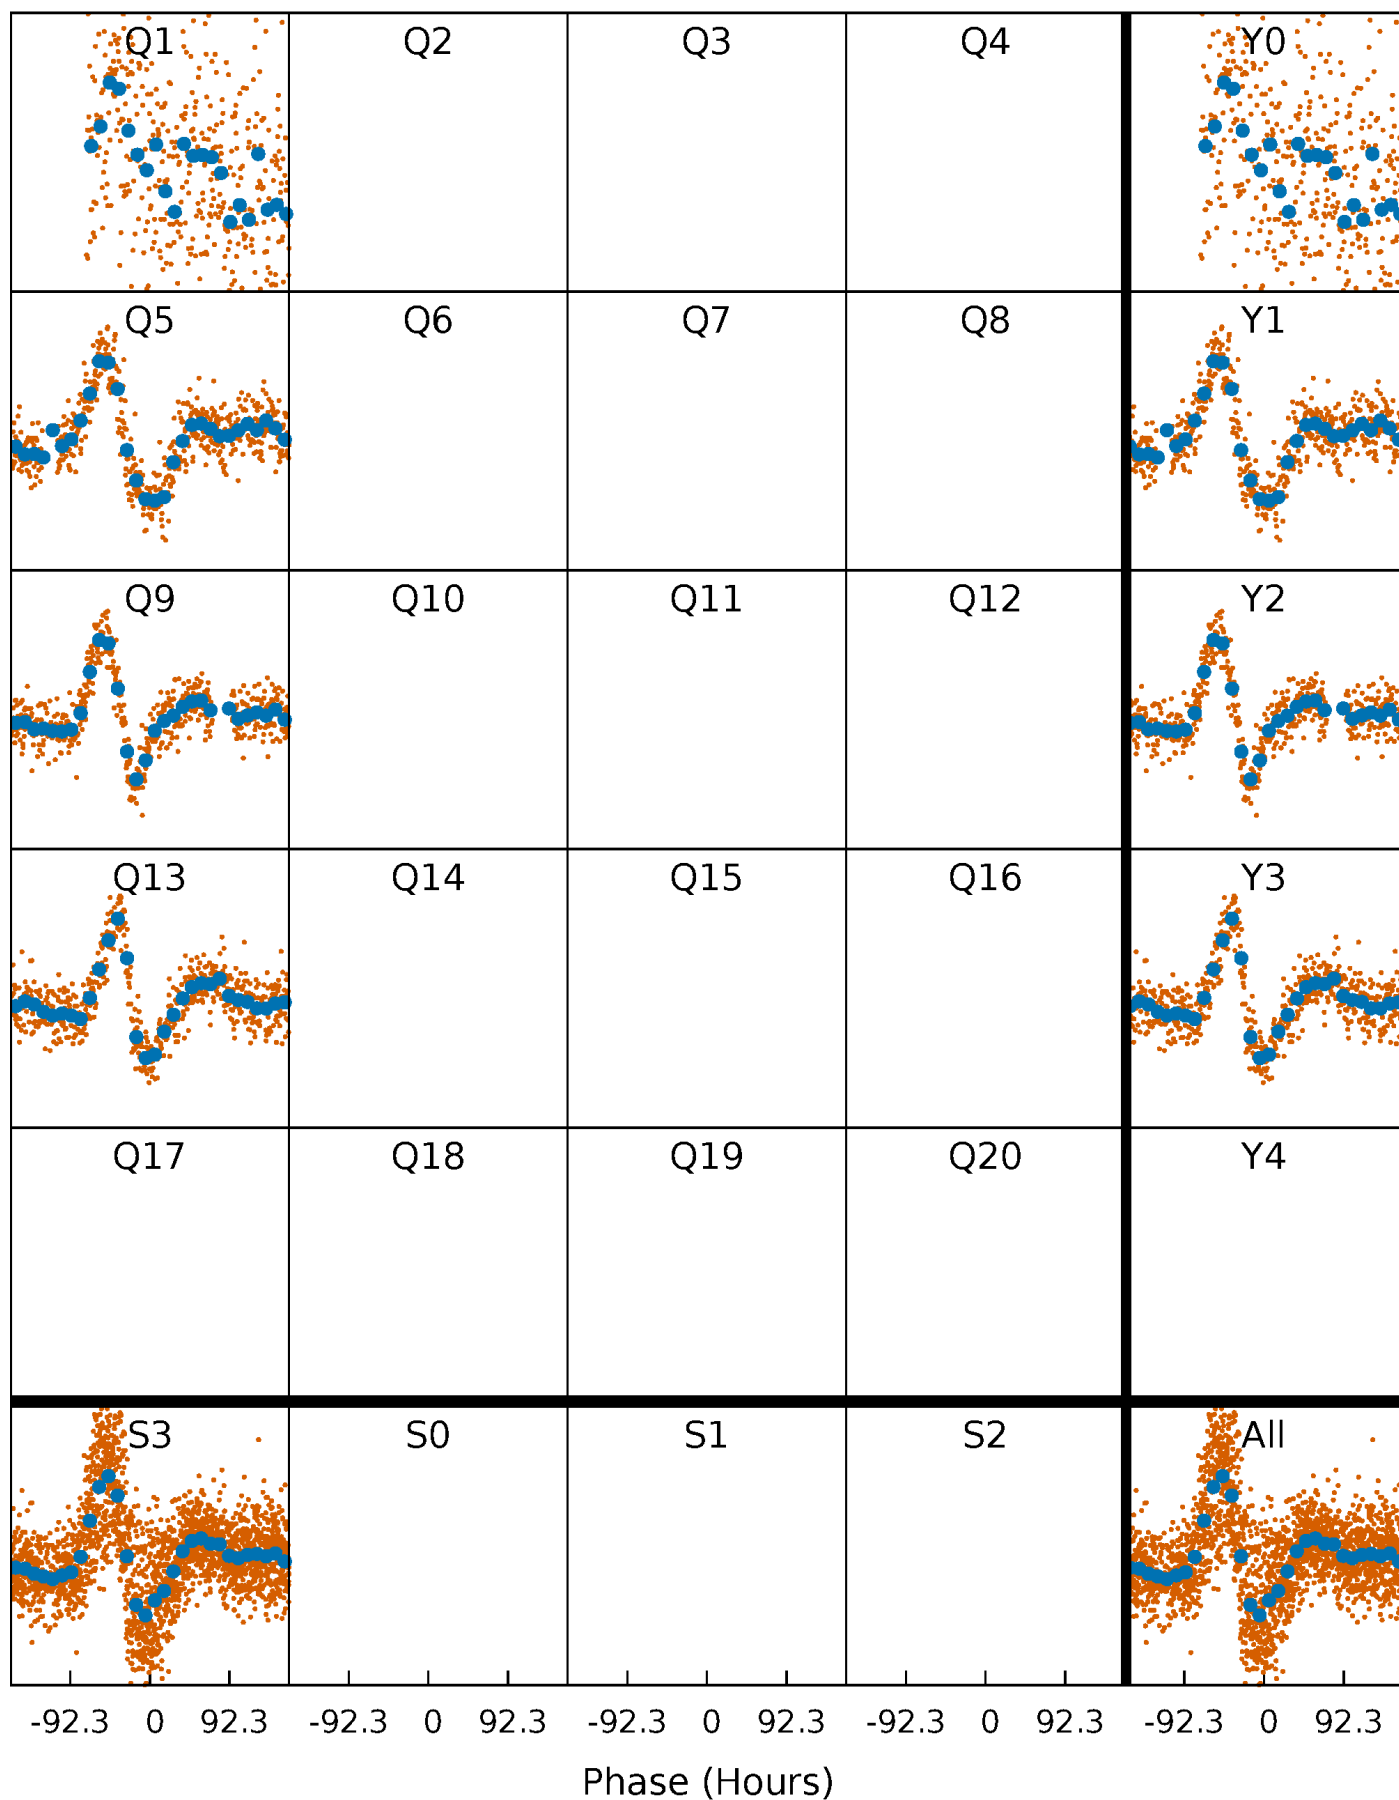 Q1 Q2 Q3 Q4 Y0
Q5 Q6 Q7 Q8 Y1
Q9 Q10 Q11 Q12 Y2
Q13 Q14 Q15 Q16 Y3
Q17 Q18 Q19 Q20 Y4
S3 S0 S1 S2 All
-92.3 0 92.3 -92.3 0 92.3 -92.3 0 92.3 -92.3 0 92.3 -92.3 0 92.3
Phase (Hours)